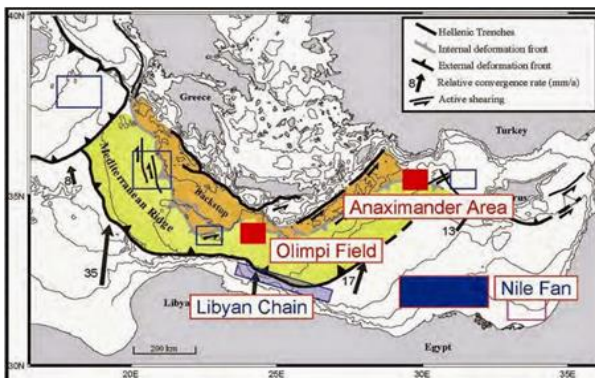 40N
Hellenic Trenches
Internal deformation front
External deformation front
8 Relative convergence rate (mm/a)
Active shearing
Greece
Turkey
Mediterranean Ridge
Backstop
35N
8
Anaximander Area
Olimpi Field
13
35
17
Nile Fan
Libyan Chain
200 km
Egypt
30N
20E
25E
30E
35E